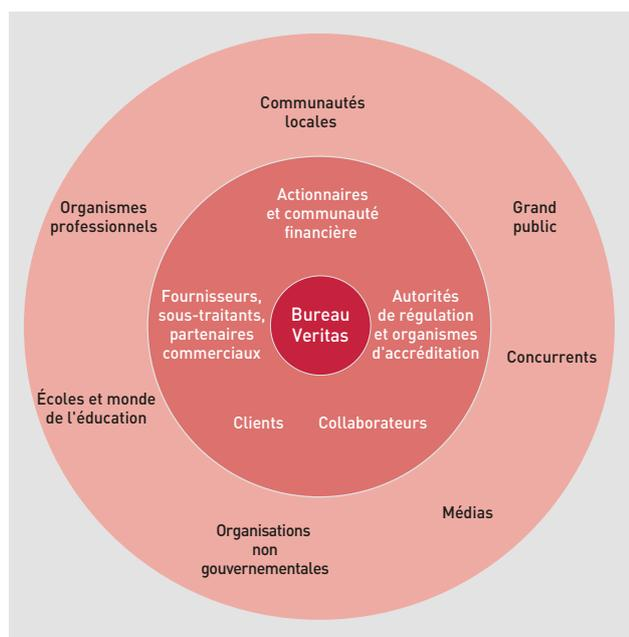 Communautés
locales
Organismes
professionnels
Grand
public
Actionnaires
et communauté
financière
Fournisseurs,
sous-traitants,
partenaires
commerciaux
Bureau
Veritas
Autorités
de régulation
et organismes
d'accréditation
Concurrents
Écoles et monde
de l'éducation
Clients
Collaborateurs
Médias
Organisations
non
gouvernementales